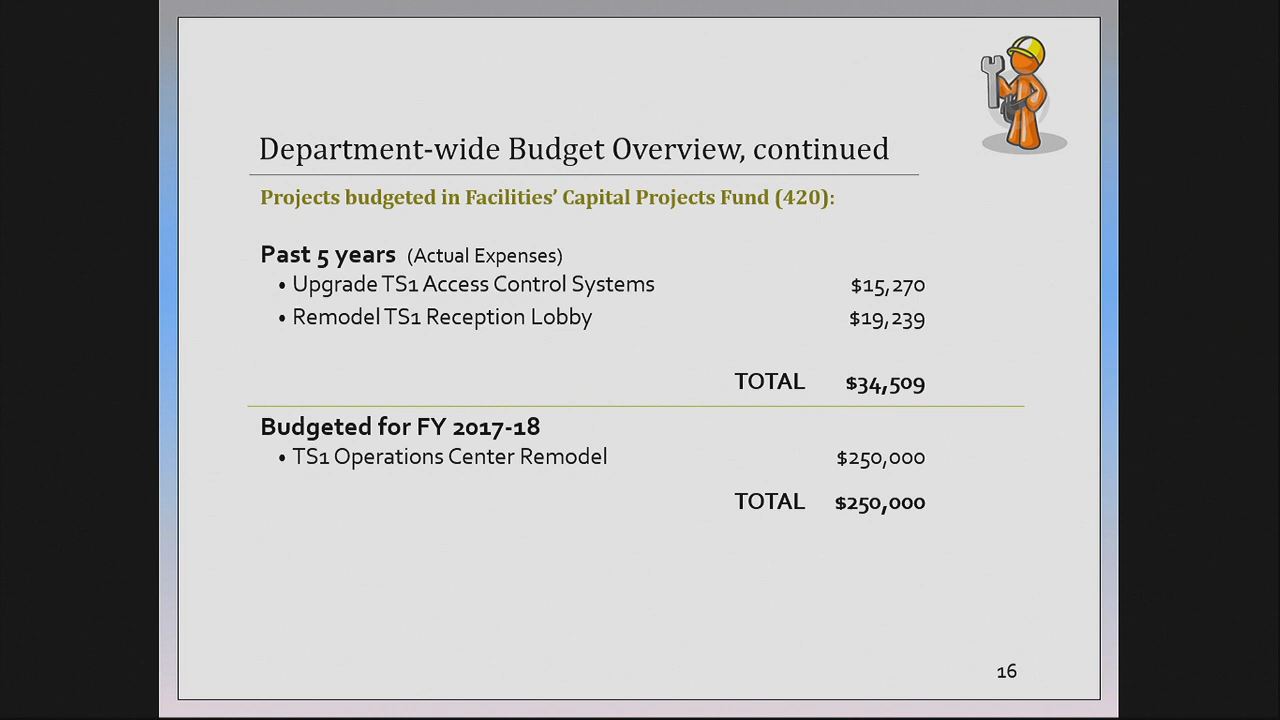 Department-wide Budget Overview, continued
Projects budgeted in Facilities’ Capital Projects Fund (420):
Past 5 years (Actual Expenses)
• Upgrade TS1 Access Control Systems $15,270
• Remodel TS1 Reception Lobby $19,239
TOTAL $34,509
Budgeted for FY 2017-18
• TS1 Operations Center Remodel $250,000
TOTAL $250,000
16